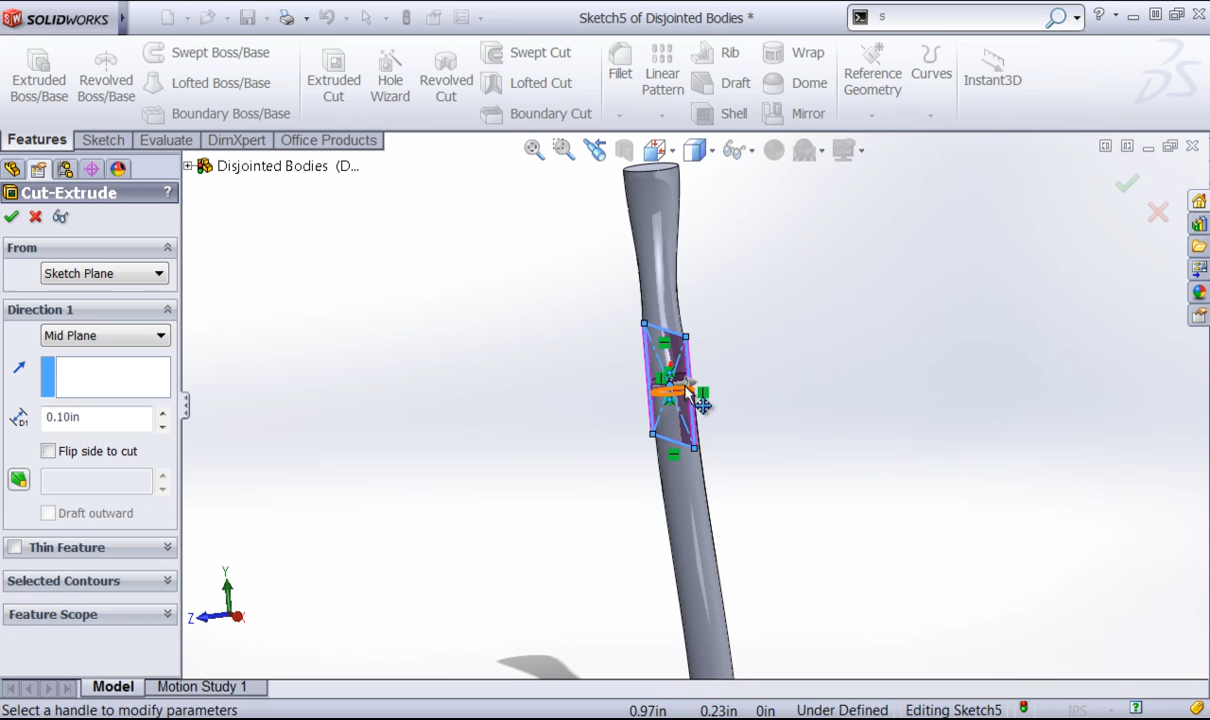 SOLIDWORKS
Sketch5 of Disjointed Bodies *
s
Extruded Boss/Base
Revolved Boss/Base
Swept Boss/Base
Lofted Boss/Base
Boundary Boss/Base
Extruded Cut
Hole Wizard
Revolved Cut
Swept Cut
Lofted Cut
Boundary Cut
Fillet
Linear Pattern
Rib
Draft
Shell
Wrap
Dome
Mirror
Reference Geometry
Curves
Instant3D
Features
Sketch
Evaluate
DimXpert
Office Products
Disjointed Bodies (D...
Cut-Extrude
?
From
Sketch Plane
Direction 1
Mid Plane
D1
0.10in
Flip side to cut
Draft outward
Thin Feature
Selected Contours
Feature Scope
Y
Z
X
Model
Motion Study 1
Select a handle to modify parameters
0.97in
0.23in
0in
Under Defined
Editing Sketch5
IPS
?